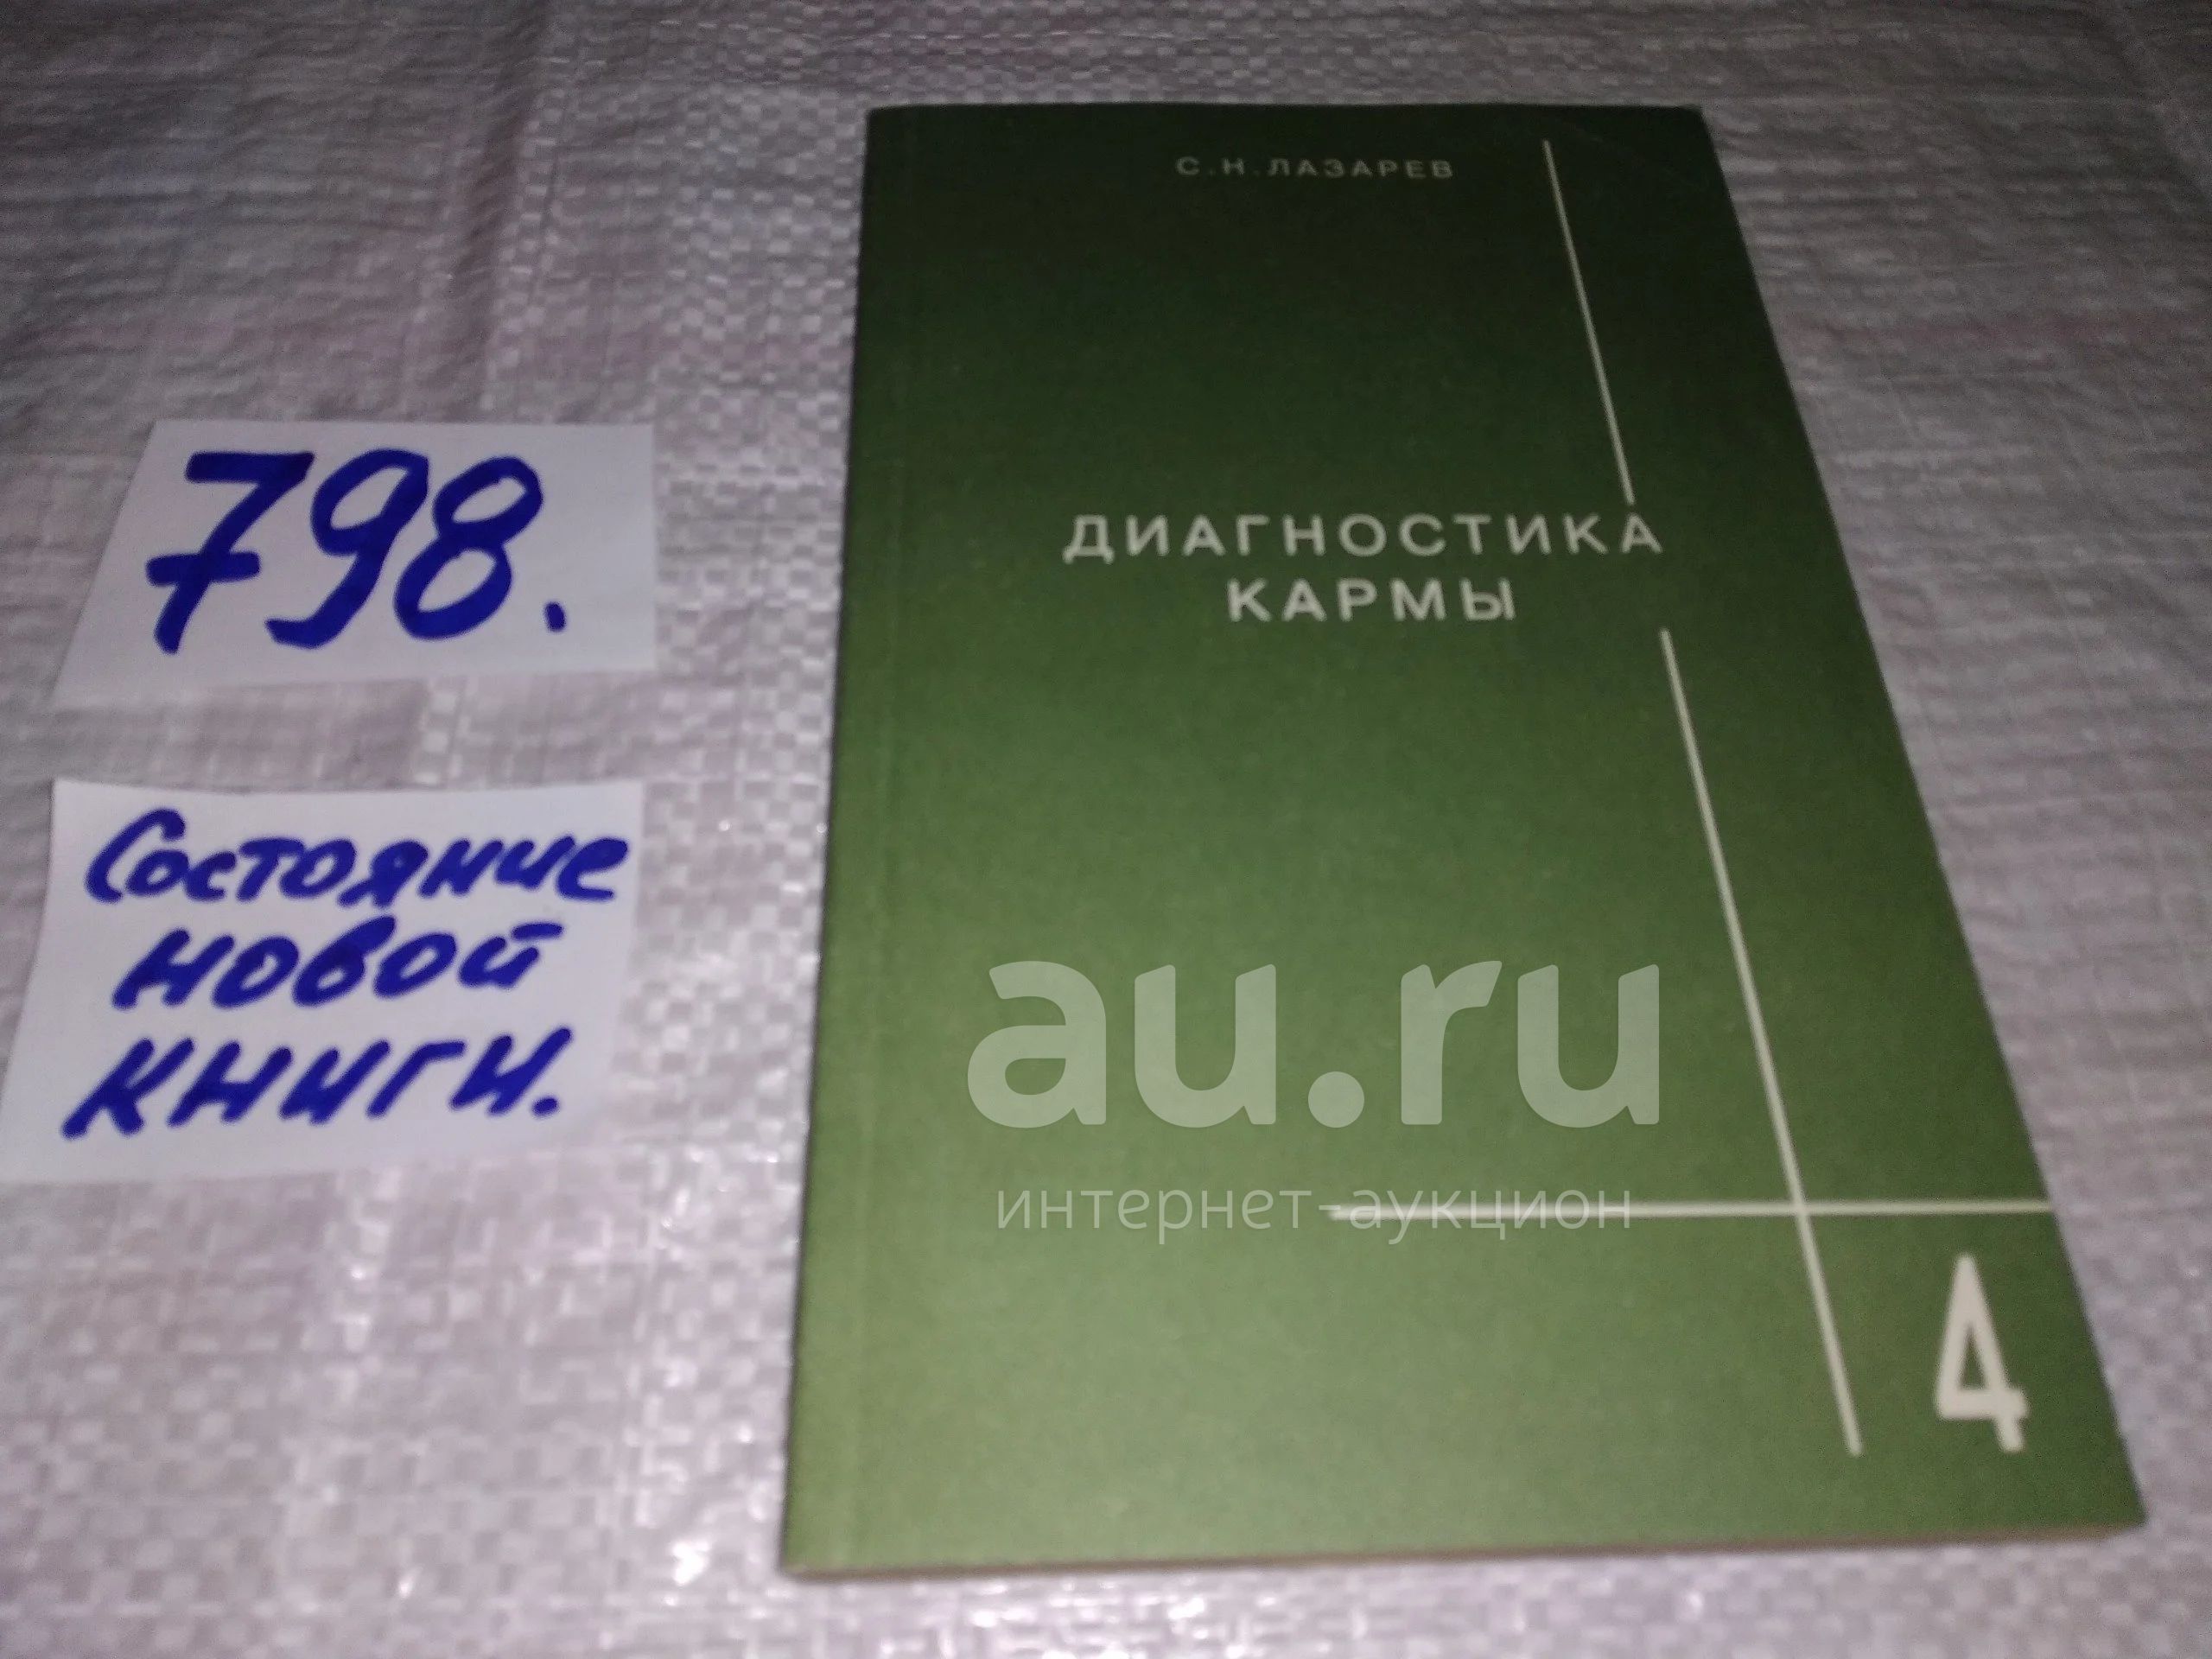 С.Н.ЛАЗАРЕВ
ДИАГНОСТИКА
КАРМЫ
4
798.
Состояние
новой
книги.
au.ru
интернет-аукцион